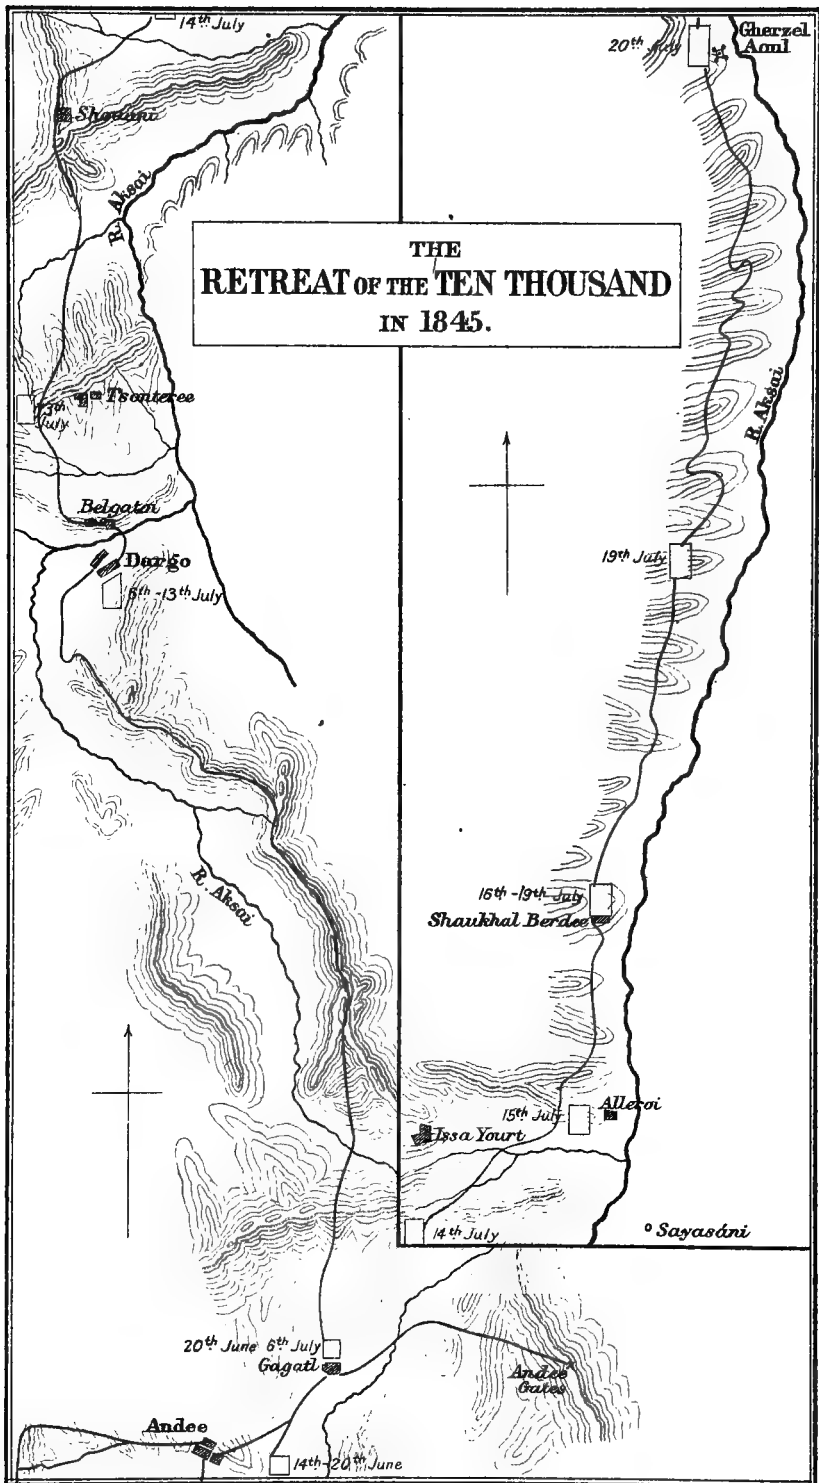 14th July
Shouani
R. Aksai
THE
RETREAT OF THE TEN THOUSAND
IN 1845.
Tsonteree
13th
July
Belgatoi
Dargo
6th-13th July
R. Aksai
20th June 6th July
Gagatl
Andee
14th-20th June
Andee
Gates
20th July
Gherzel
Aoul
R. Aksai
19th July
16th-19th July
Shaukhal Berdee
15th July
Alleroi
Issa Yourt
14th July
Sayasáni